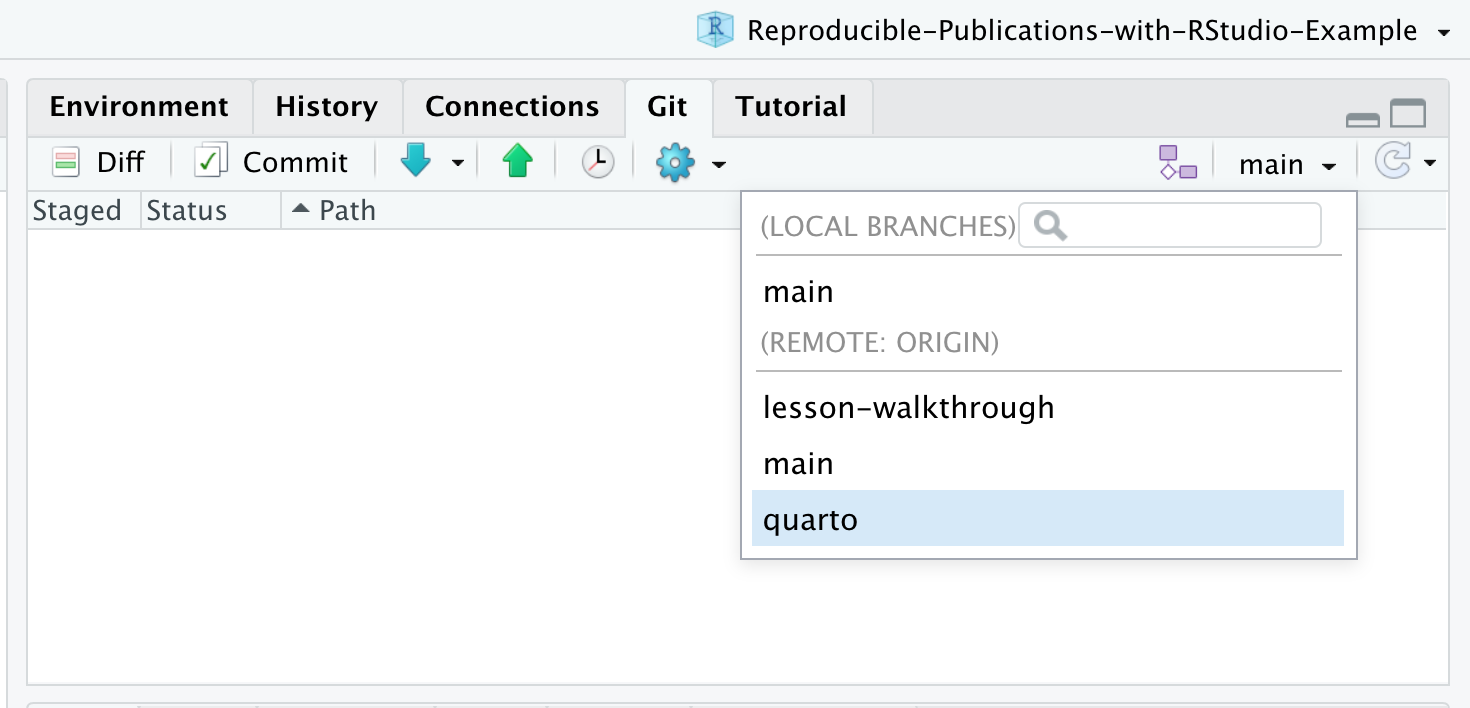 R Reproducible-Publications-with-RStudio-Example
Environment History Connections Git Tutorial
Diff Commit main
Staged Status Path
(LOCAL BRANCHES)
main
(REMOTE: ORIGIN)
lesson-walkthrough
main
quarto